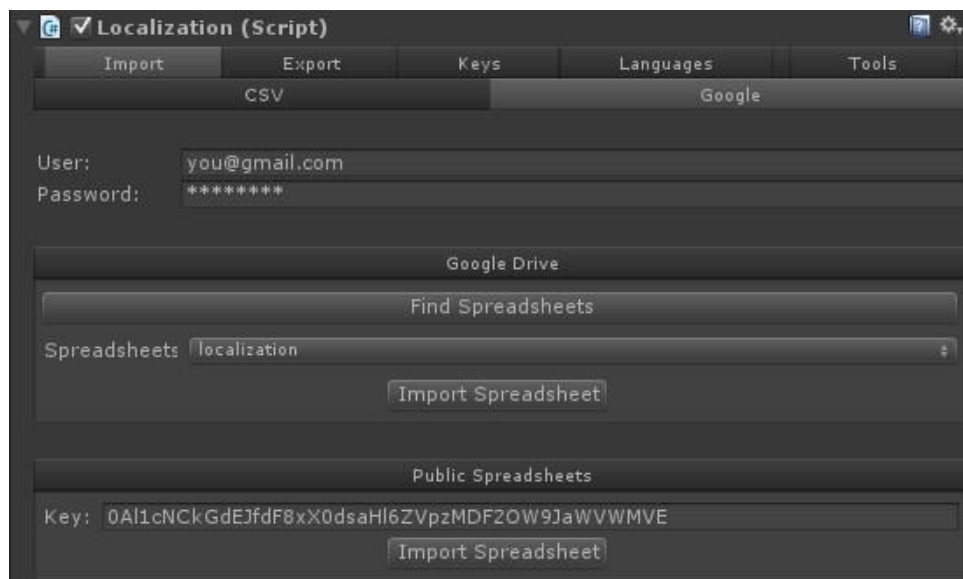 Localization (Script)
Import Export Keys Languages Tools
CSV Google
User: you@gmail.com
Password: ********
Google Drive
Find Spreadsheets
Spreadsheets localization
Import Spreadsheet
Public Spreadsheets
Key: 0Al1cNCkGdEJfdF8xX0dsaHl6ZVpzMDF2OW9JaWVWMVE
Import Spreadsheet